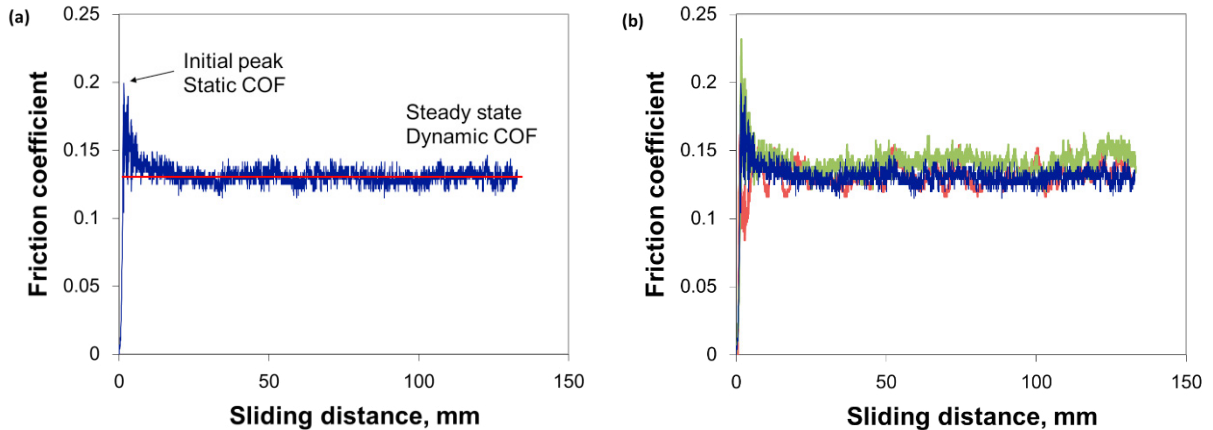 (a)
Friction coefficient
0.25
0.2
0.15
0.1
0.05
0
Initial peak
Static COF
Steady state
Dynamic COF
0
50
100
150
Sliding distance, mm
(b)
Friction coefficient
0.25
0.2
0.15
0.1
0.05
0
0
50
100
150
Sliding distance, mm